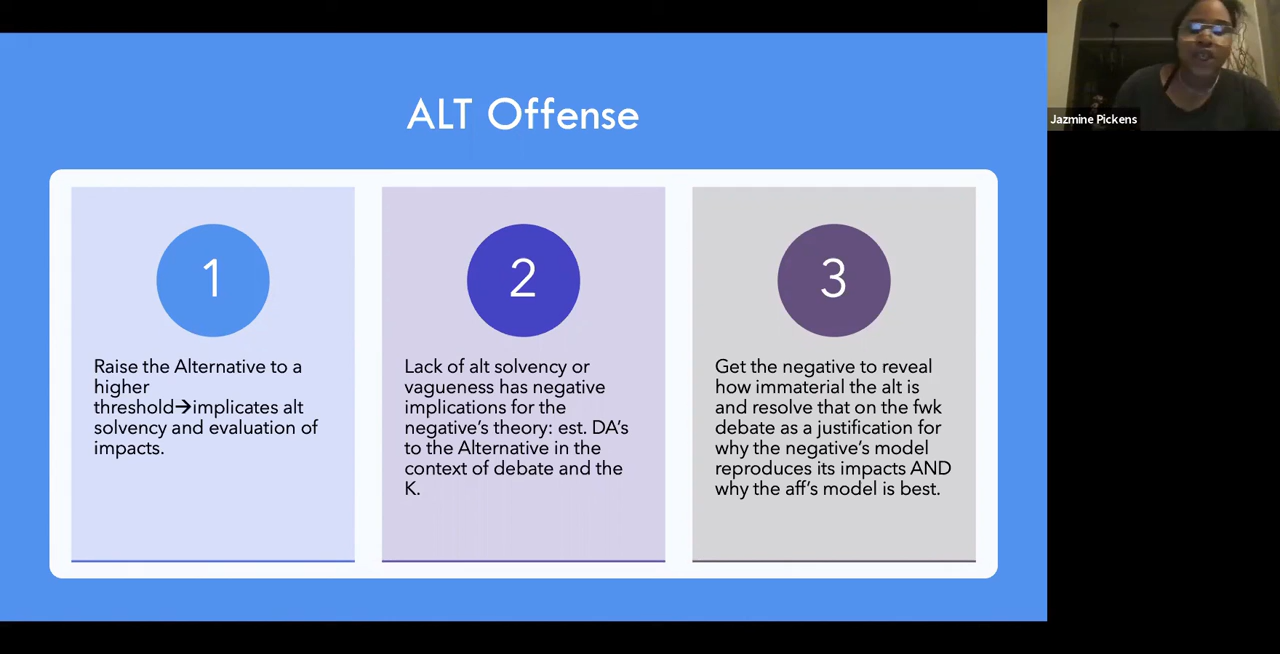 ALT Offense
Jazmine Pickens
1
Raise the Alternative to a
higher
threshold→implicates alt
solvency and evaluation of
impacts.
2
Lack of alt solvency or
vagueness has negative
implications for the
negative's theory: est. DA's
to the Alternative in the
context of debate and the
K.
3
Get the negative to reveal
how immaterial the alt is
and resolve that on the fwk
debate as a justification for
why the negative's model
reproduces its impacts AND
why the aff's model is best.